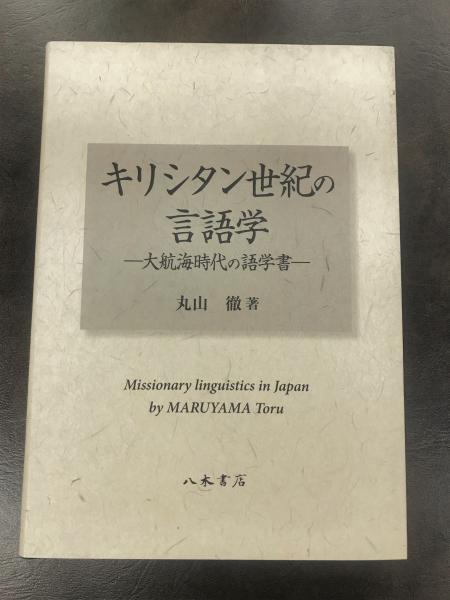 キリシタン世紀の
言語学
―大航海時代の語学書―
丸山 徹 著
Missionary linguistics in Japan
by MARUYAMA Toru
八木書店